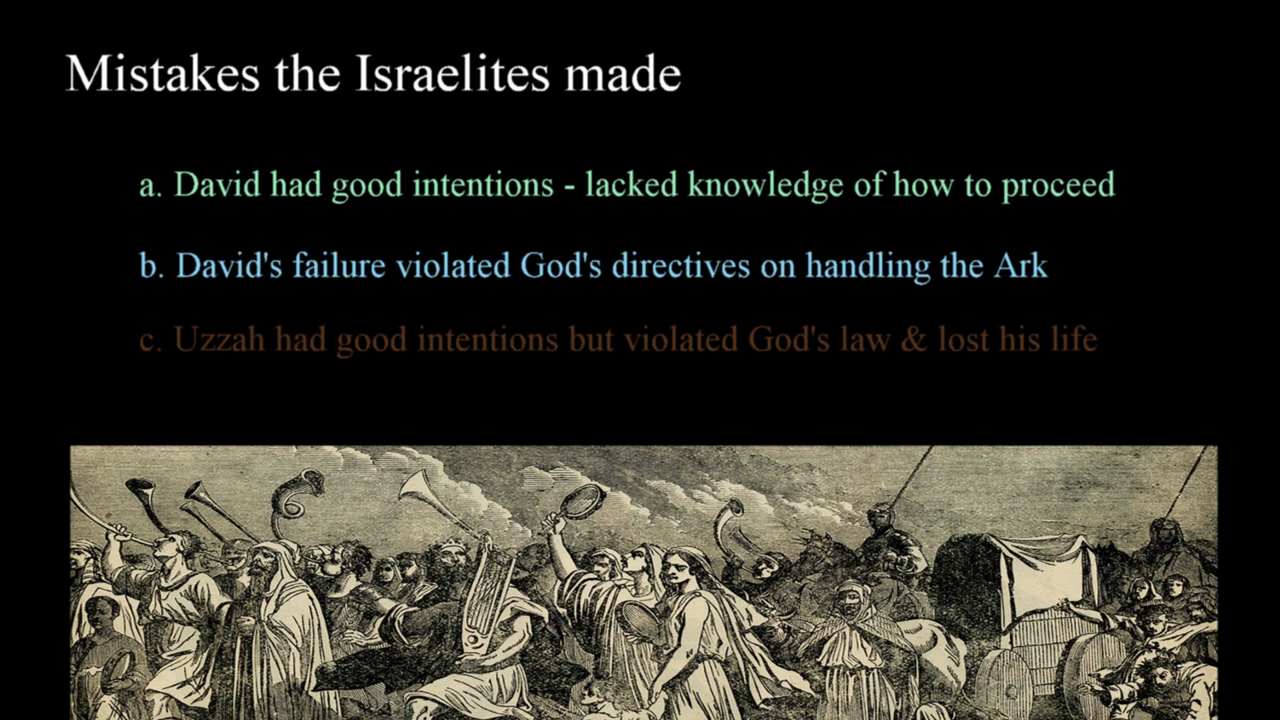 Mistakes the Israelites made
a. David had good intentions - lacked knowledge of how to proceed
b. David's failure violated God's directives on handling the Ark
c. Uzzah had good intentions but violated God's law & lost his life